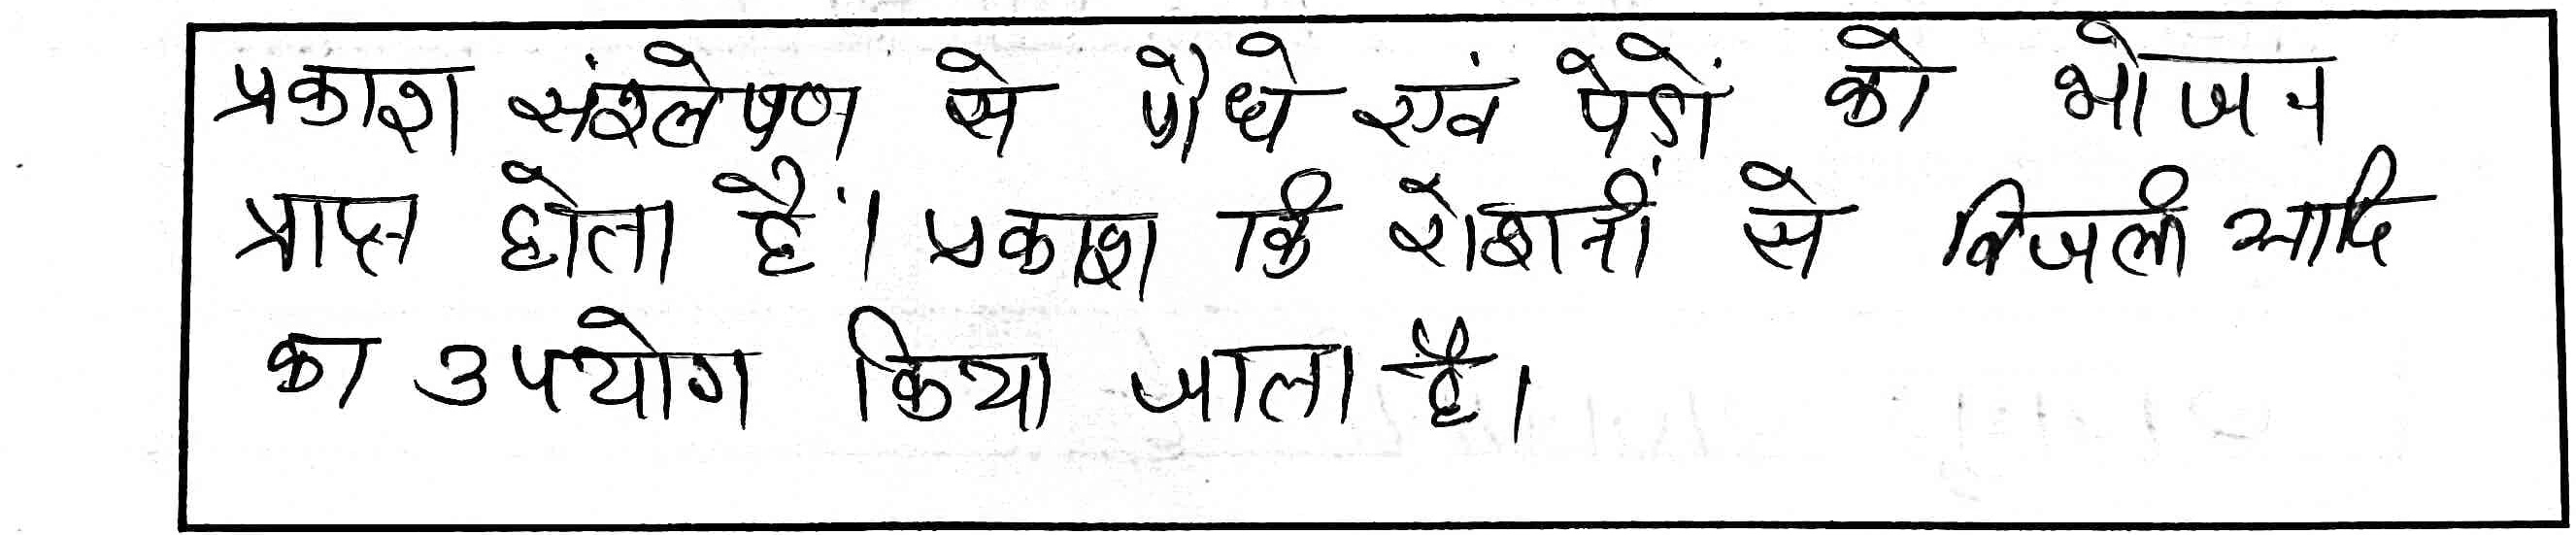 प्रकाश संश्लेषण से पौधे एवं पेडों को भोजन
प्राप्त होता हैं। प्रकाश कि रोशनीं से विजली आदि
का उपयोग किया जाता है।